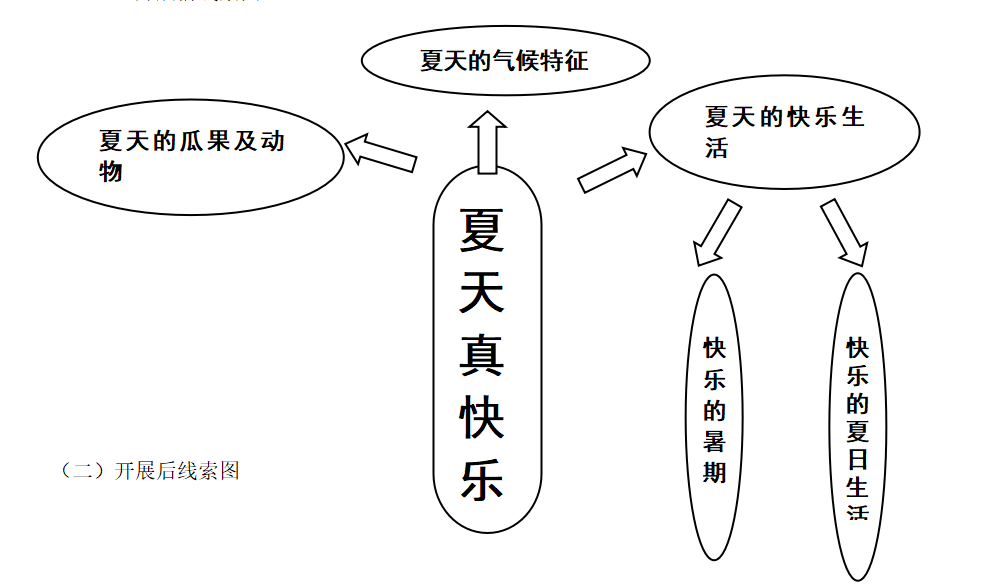 夏天的气候特征
夏天的快乐生
活
夏天的瓜果及动
物
夏天真快乐
快乐的暑期
快乐的夏日生活
（二）开展后线索图